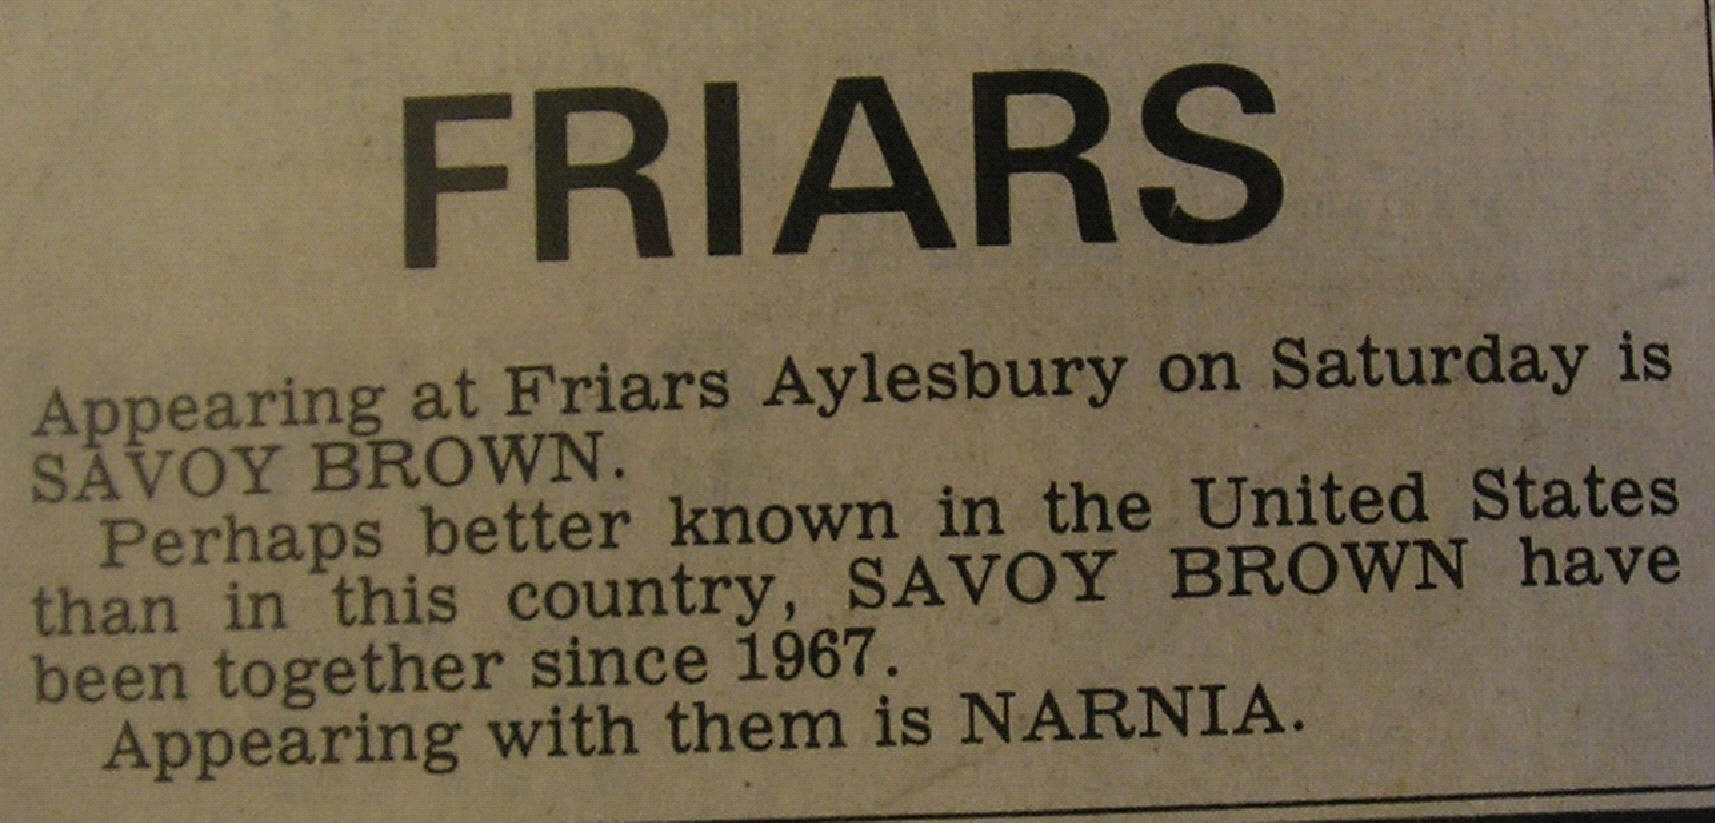 FRIARS
Appearing at Friars Aylesbury on Saturday is
SAVOY BROWN.
Perhaps better known in the United States
than in this country, SAVOY BROWN have
been together since 1967.
Appearing with them is NARNIA.